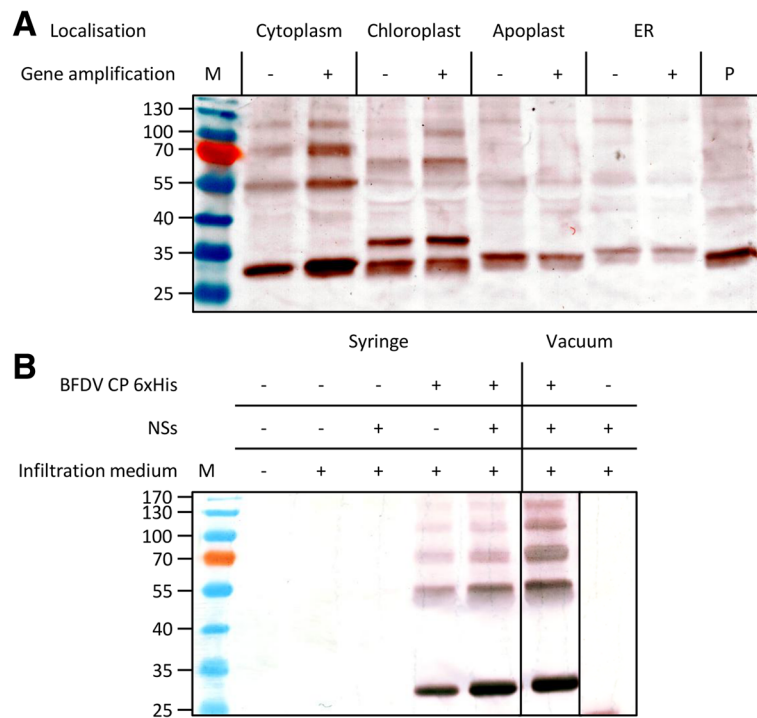 A Localisation Cytoplasm Chloroplast Apoplast ER
Gene amplification M - + - + - + - + P
130
100
70
55
40
35
25
Syringe Vacuum
B
BFDV CP 6xHis - - - + + + -
NSs - - + - + + +
Infiltration medium M - + + + + + +
170
130
100
70
55
40
35
25